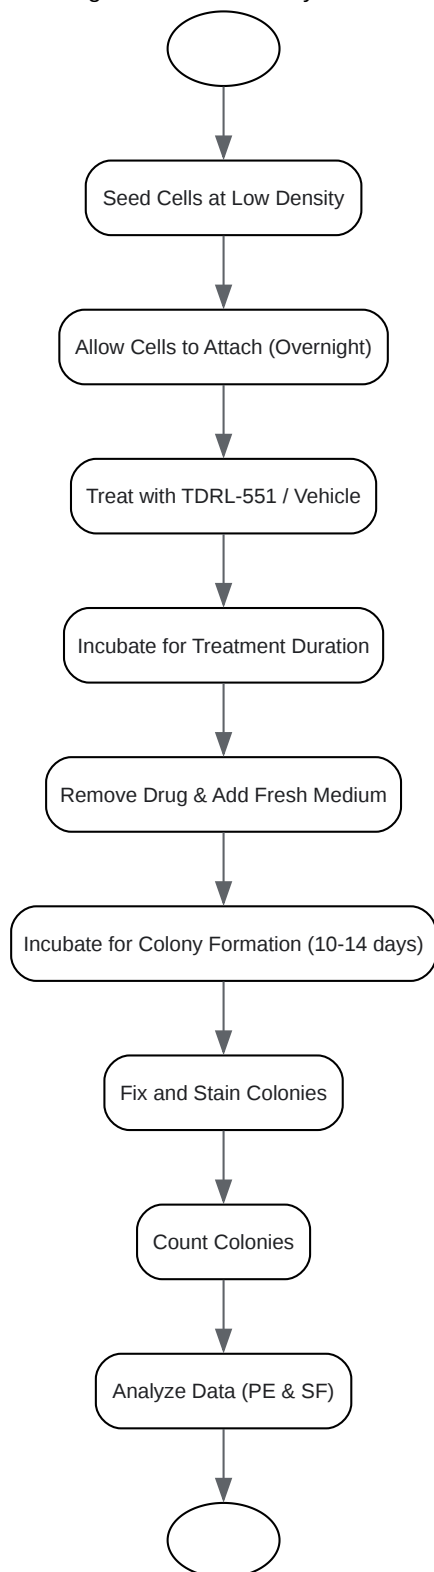 Seed Cells at Low Density
Allow Cells to Attach (Overnight)
Treat with TDRL-551 / Vehicle
Incubate for Treatment Duration
Remove Drug & Add Fresh Medium
Incubate for Colony Formation (10-14 days)
Fix and Stain Colonies
Count Colonies
Analyze Data (PE & SF)